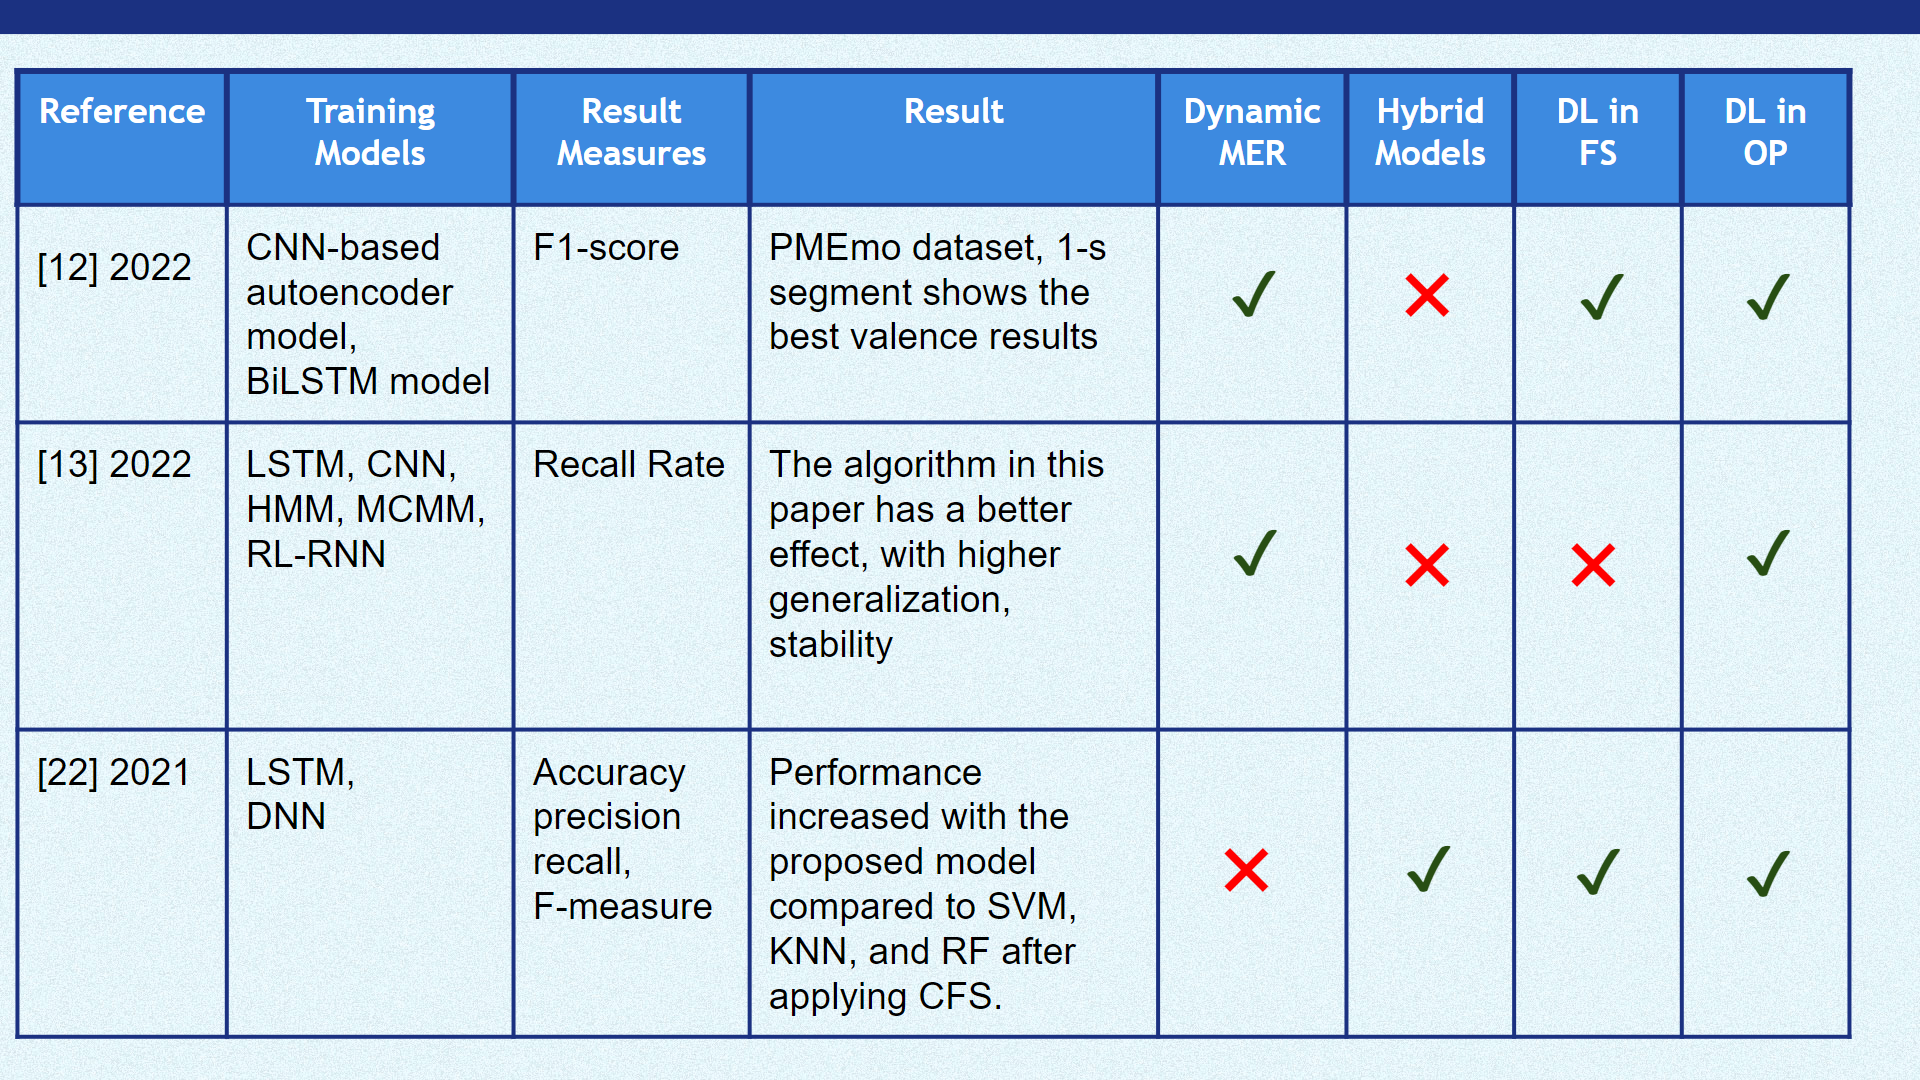 Reference
Training
Models
Result
Measures
Result
Dynamic
MER
Hybrid
Models
DL in
FS
DL in
OP
[12] 2022
CNN-based
autoencoder
model,
BiLSTM model
F1-score
PMEmo dataset, 1-s
segment shows the
best valence results
✓
✕
✓
✓
[13] 2022
LSTM, CNN,
HMM, MCMM,
RL-RNN
Recall Rate
The algorithm in this
paper has a better
effect, with higher
generalization,
stability
✓
✕
✕
✓
[22] 2021
LSTM,
DNN
Accuracy
precision
recall,
F-measure
Performance
increased with the
proposed model
compared to SVM,
KNN, and RF after
applying CFS.
✕
✓
✓
✓